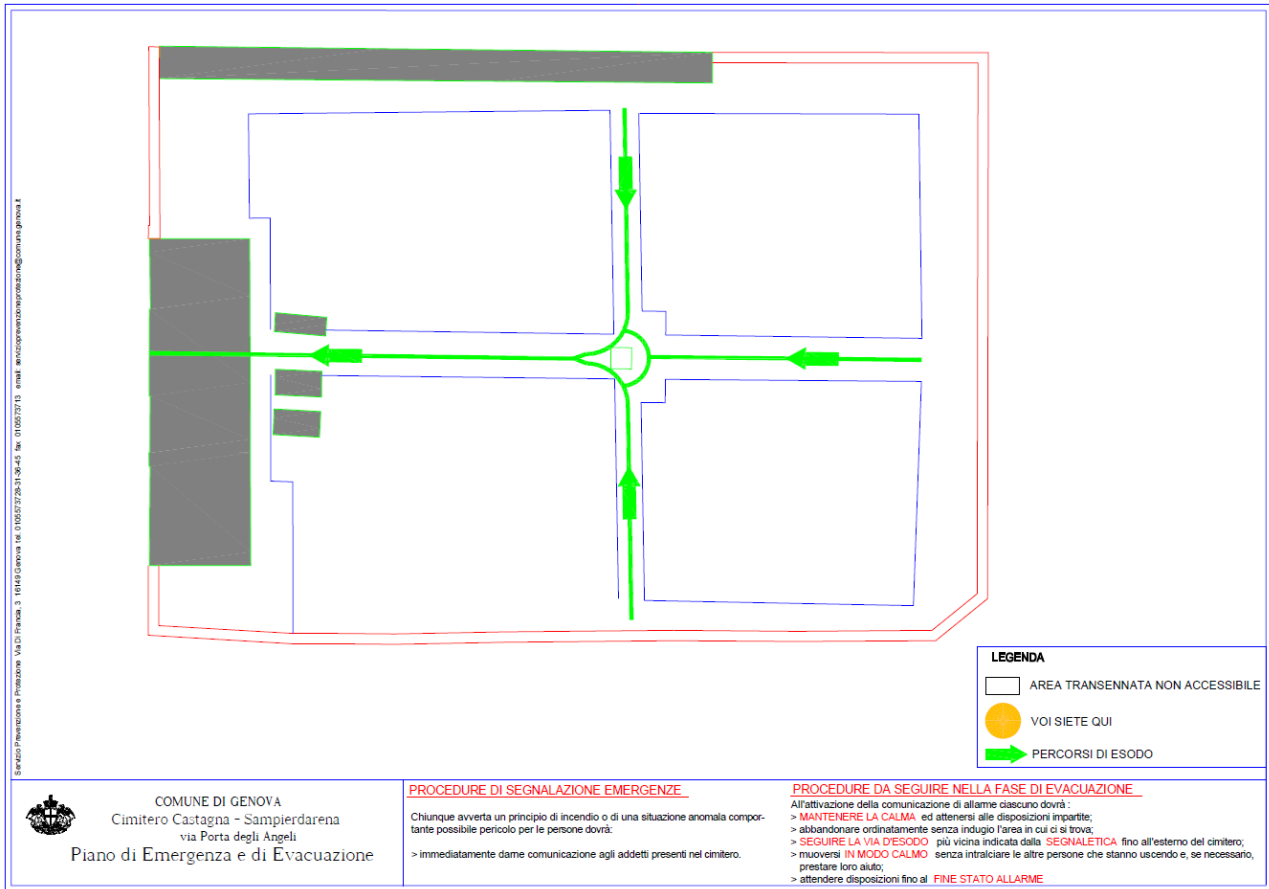 Servizio Prevenzione e Protezione Via Di Francia, 3 16149 Genova tel. 0105573728-31-36-45 fax 0105573713 email: servizioprevenzioneprotezione@comune.genova.it
LEGENDA
AREA TRANSENNATA NON ACCESSIBILE
VOI SIETE QUI
PERCORSI DI ESODO
COMUNE DI GENOVA
Cimitero Castagna - Sampierdarena
via Porta degli Angeli
Piano di Emergenza e di Evacuazione
PROCEDURE DI SEGNALAZIONE EMERGENZE
Chiunque avverta un principio di incendio o di una situazione anomala compor-
tante possibile pericolo per le persone dovrà:
> immediatamente darne comunicazione agli addetti presenti nel cimitero.
PROCEDURE DA SEGUIRE NELLA FASE DI EVACUAZIONE
All'attivazione della comunicazione di allarme ciascuno dovrà :
> MANTENERE LA CALMA ed attenersi alle disposizioni impartite;
> abbandonare ordinatamente senza indugio l'area in cui ci si trova;
> SEGUIRE LA VIA D'ESODO più vicina indicata dalla SEGNALETICA fino all'esterno del cimitero;
> muoversi IN MODO CALMO senza intralciare le altre persone che stanno uscendo e, se necessario,
prestare loro aiuto;
> attendere disposizioni fino al FINE STATO ALLARME